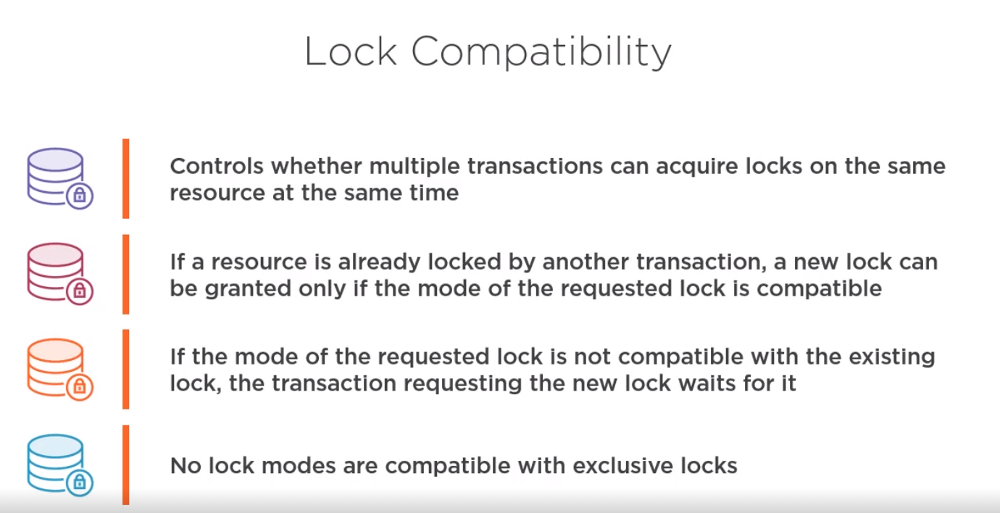 Lock Compatibility
Controls whether multiple transactions can acquire locks on the same
resource at the same time
If a resource is already locked by another transaction, a new lock can
be granted only if the mode of the requested lock is compatible
If the mode of the requested lock is not compatible with the existing
lock, the transaction requesting the new lock waits for it
No lock modes are compatible with exclusive locks